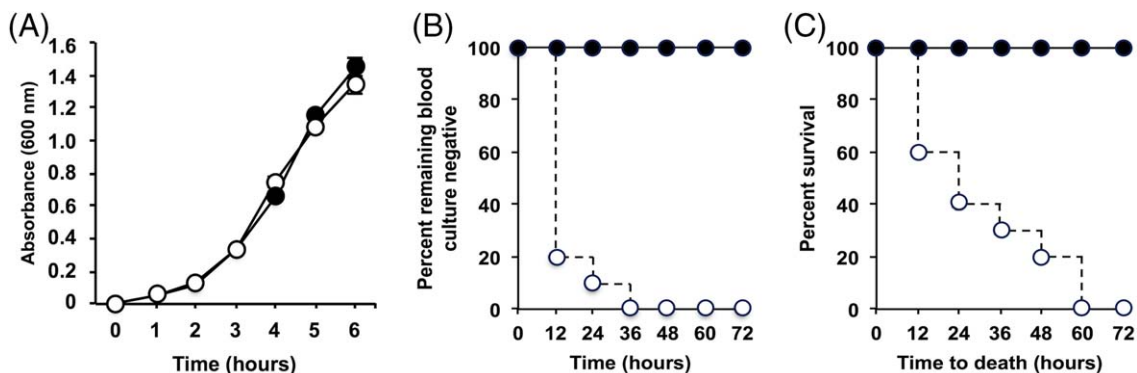 (A)
1.6
1.4
1.2
1.0
0.8
0.6
0.4
0.2
0
Absorbance (600 nm)
0 1 2 3 4 5 6
Time (hours)
(B)
100
80
60
40
20
0
Percent remaining blood
culture negative
0 12 24 36 48 60 72
Time (hours)
(C)
100
80
60
40
20
0
Percent survival
0 12 24 36 48 60 72
Time to death (hours)